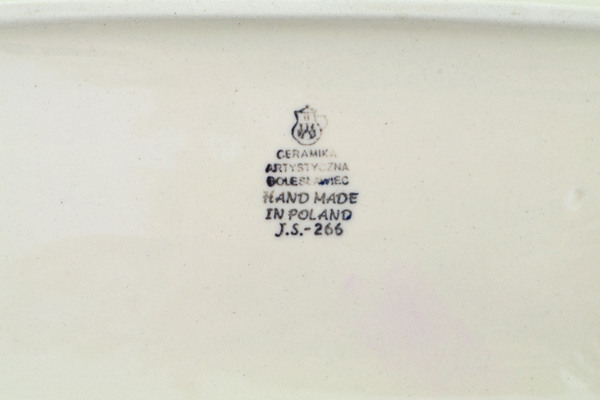 CERAMIKA
ARTYSTYCZNA
BOLESŁAWIEC
HAND MADE
IN POLAND
J.S.-266